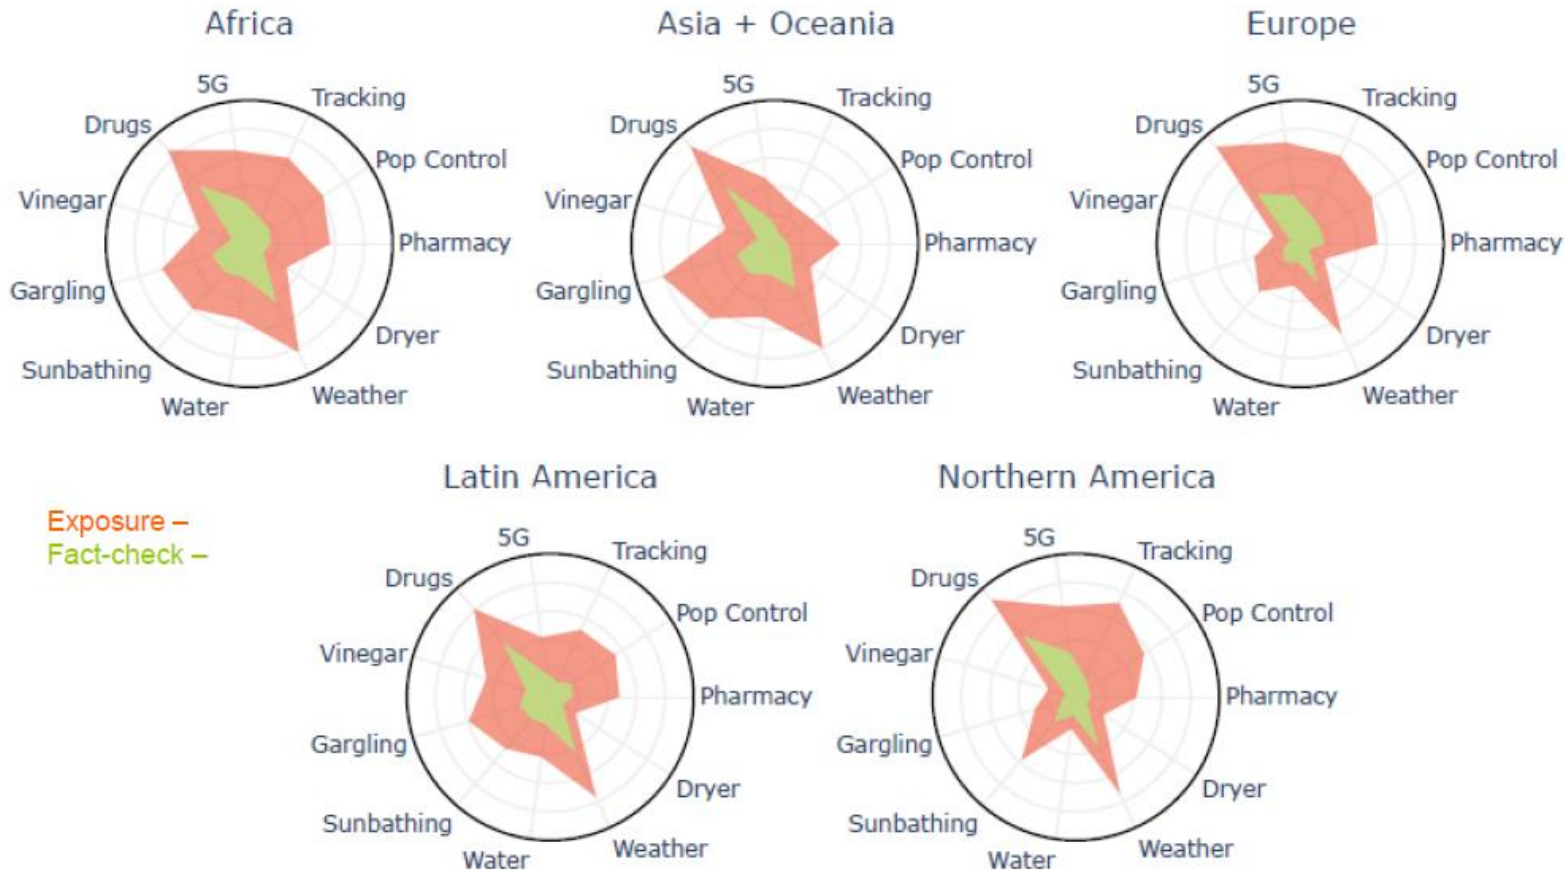 Africa
5G
Tracking
Drugs
Pop Control
Vinegar
Pharmacy
Gargling
Dryer
Sunbathing
Weather
Water
Asia + Oceania
5G
Tracking
Drugs
Pop Control
Vinegar
Pharmacy
Gargling
Dryer
Sunbathing
Weather
Water
Europe
5G
Tracking
Drugs
Pop Control
Vinegar
Pharmacy
Gargling
Dryer
Sunbathing
Weather
Water
Exposure –
Fact-check –
Latin America
5G
Tracking
Drugs
Pop Control
Vinegar
Pharmacy
Gargling
Dryer
Sunbathing
Weather
Water
Northern America
5G
Tracking
Drugs
Pop Control
Vinegar
Pharmacy
Gargling
Dryer
Sunbathing
Weather
Water